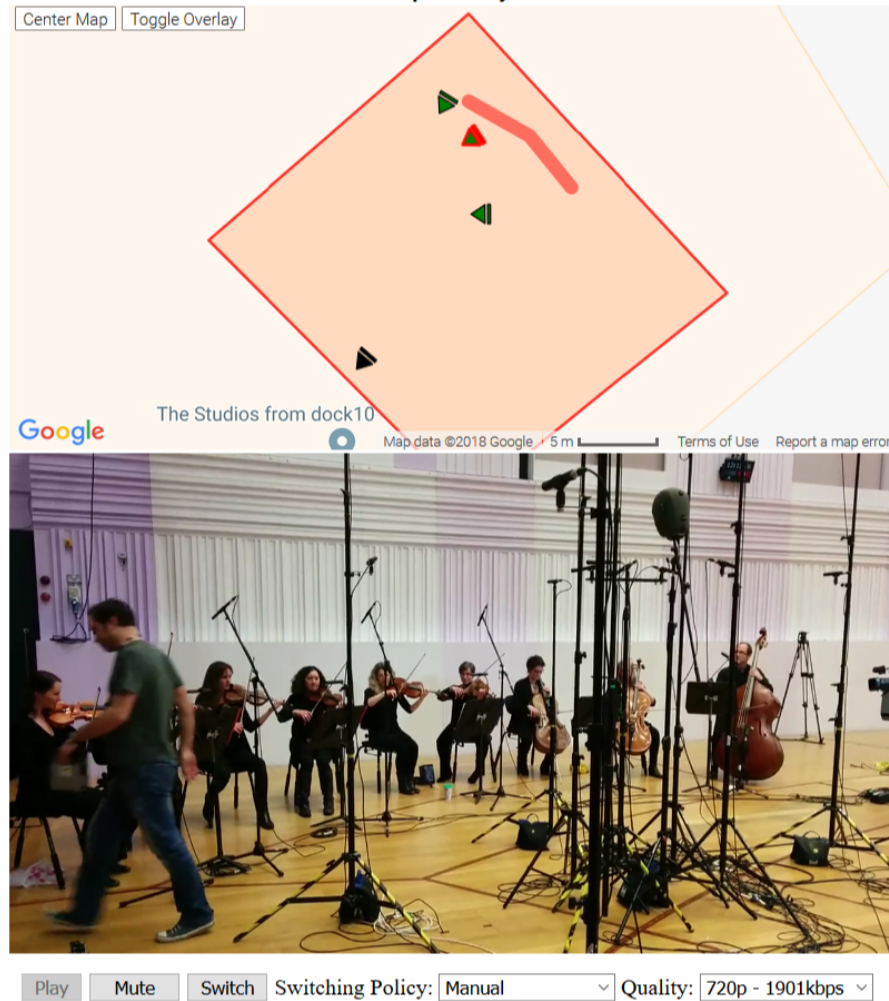 Center Map Toggle Overlay
The Studios from dock10
Google
Map data ©2018 Google 5 m Terms of Use Report a map error
Play Mute Switch Switching Policy: Manual Quality: 720p - 1901kbps